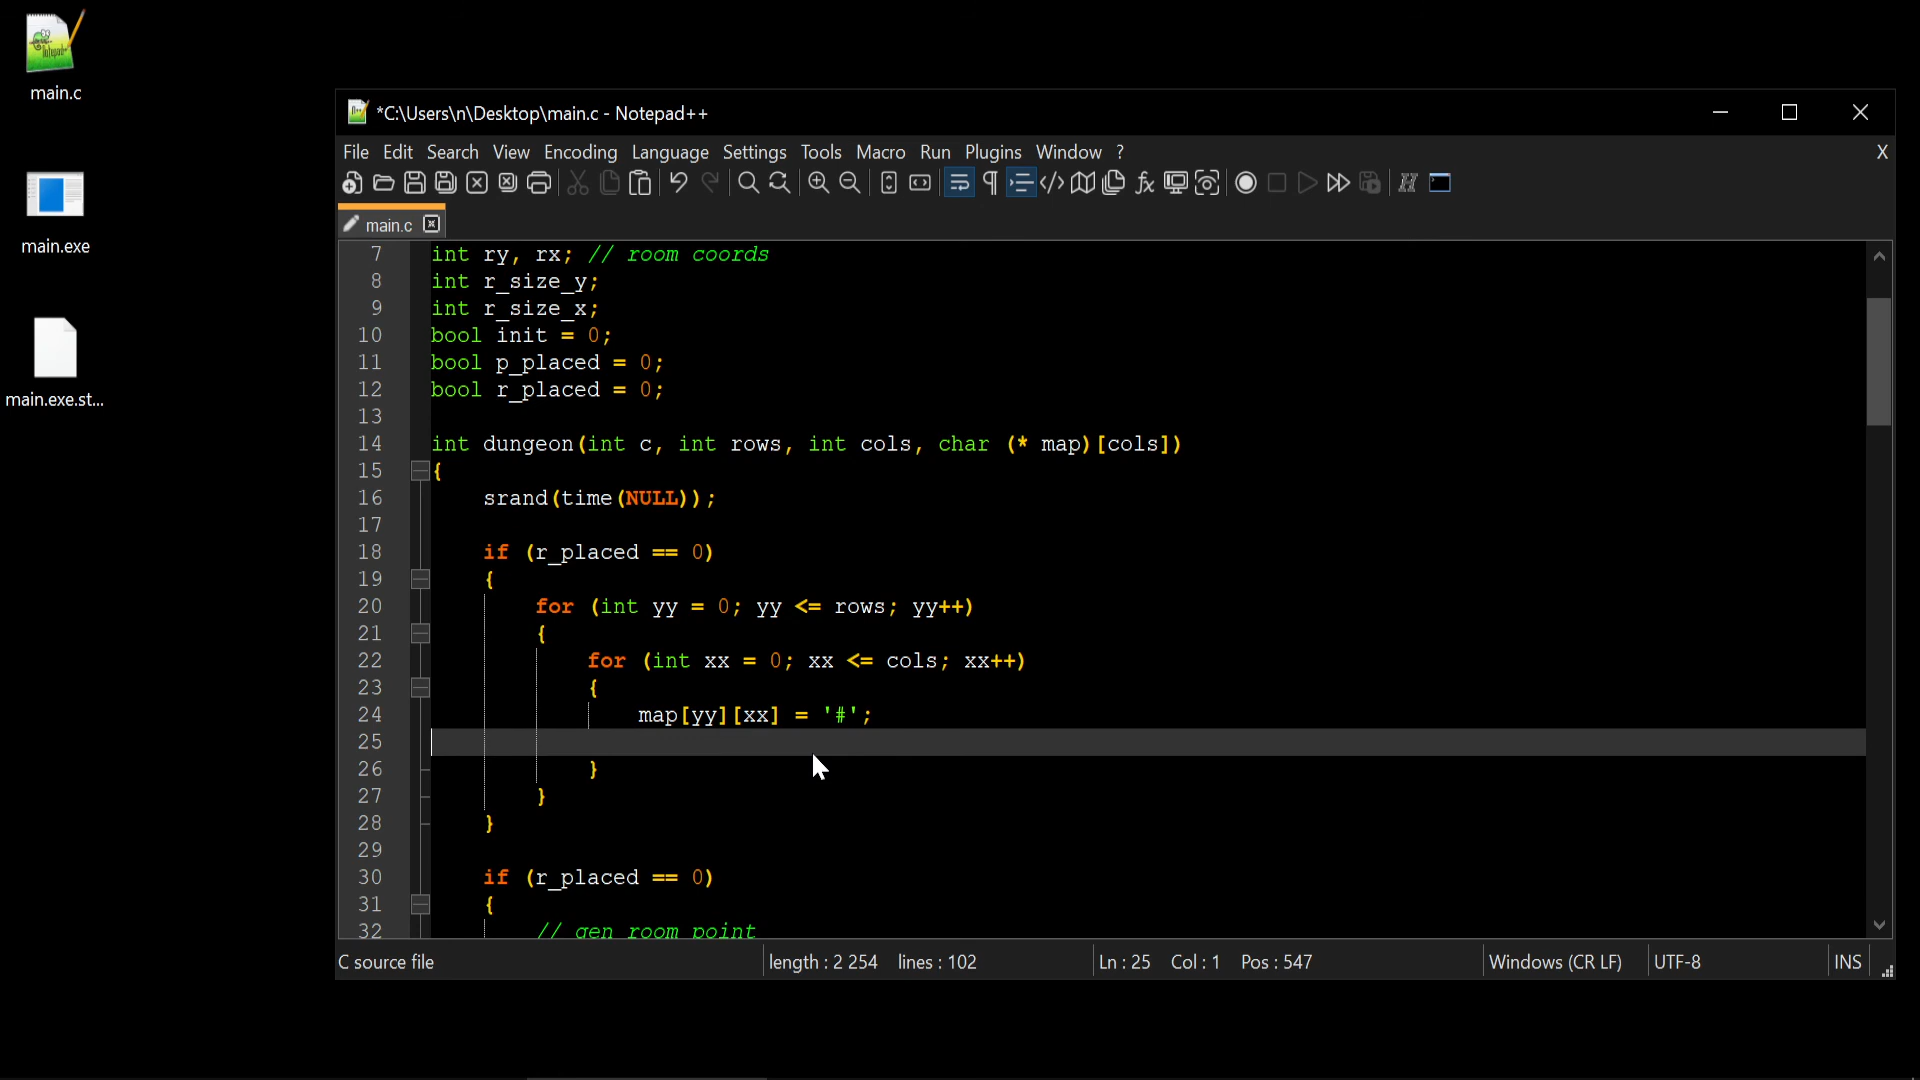 main.c
main.exe
main.exe.st...
*C:\Users\n\Desktop\main.c - Notepad++
File Edit Search View Encoding Language Settings Tools Macro Run Plugins Window ? X
main.c
7 int ry, rx; // room coords
8 int r_size_y;
9 int r_size_x;
10 bool init = 0;
11 bool p_placed = 0;
12 bool r_placed = 0;
13
14 int dungeon(int c, int rows, int cols, char (* map)[cols])
15 {
16 srand(time(NULL));
17
18 if (r_placed == 0)
19 {
20 for (int yy = 0; yy <= rows; yy++)
21 {
22 for (int xx = 0; xx <= cols; xx++)
23 {
24 map[yy][xx] = '#';
25
26 }
27 }
28 }
29
30 if (r_placed == 0)
31 {
32 // gen room point
C source file length : 2 254 lines : 102 Ln : 25 Col : 1 Pos : 547 Windows (CR LF) UTF-8 INS